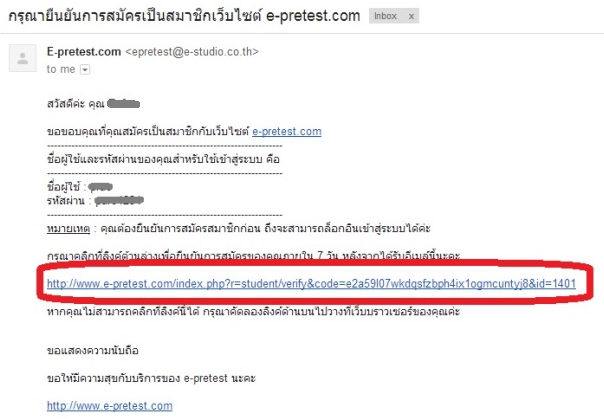 กรุณายืนยันการสมัครเป็นสมาชิกเว็บไซต์ e-pretest.com Inbox x
E-pretest.com <epretest@e-studio.co.th>
to me
สวัสดีค่ะ คุณ
ขอขอบคุณที่คุณสมัครเป็นสมาชิกกับเว็บไซต์ e-pretest.com
ชื่อผู้ใช้และรหัสผ่านของคุณสำหรับใช้เข้าสู่ระบบ คือ
ชื่อผู้ใช้ :
รหัสผ่าน :
หมายเหตุ : คุณต้องยืนยันการสมัครสมาชิกก่อน ถึงจะสามารถล็อกอินเข้าสู่ระบบได้ค่ะ
กรุณาคลิกที่ลิงค์ด้านล่างเพื่อยืนยันการสมัครของคุณภายใน 7 วัน หลังจากได้รับอีเมล์นี้นะคะ
http://www.e-pretest.com/index.php?r=student/verify&code=e2a59l07wkdqsfzbph4ix1ogmcuntyj8&id=1401
หากคุณไม่สามารถคลิกที่ลิงค์นี้ได้ กรุณาคัดลองลิงค์ด้านบนไปวางที่เว็บบราวเซอร์ของคุณค่ะ
ขอแสดงความนับถือ
ขอให้มีความสุขกับบริการของ e-pretest นะคะ
http://www.e-pretest.com